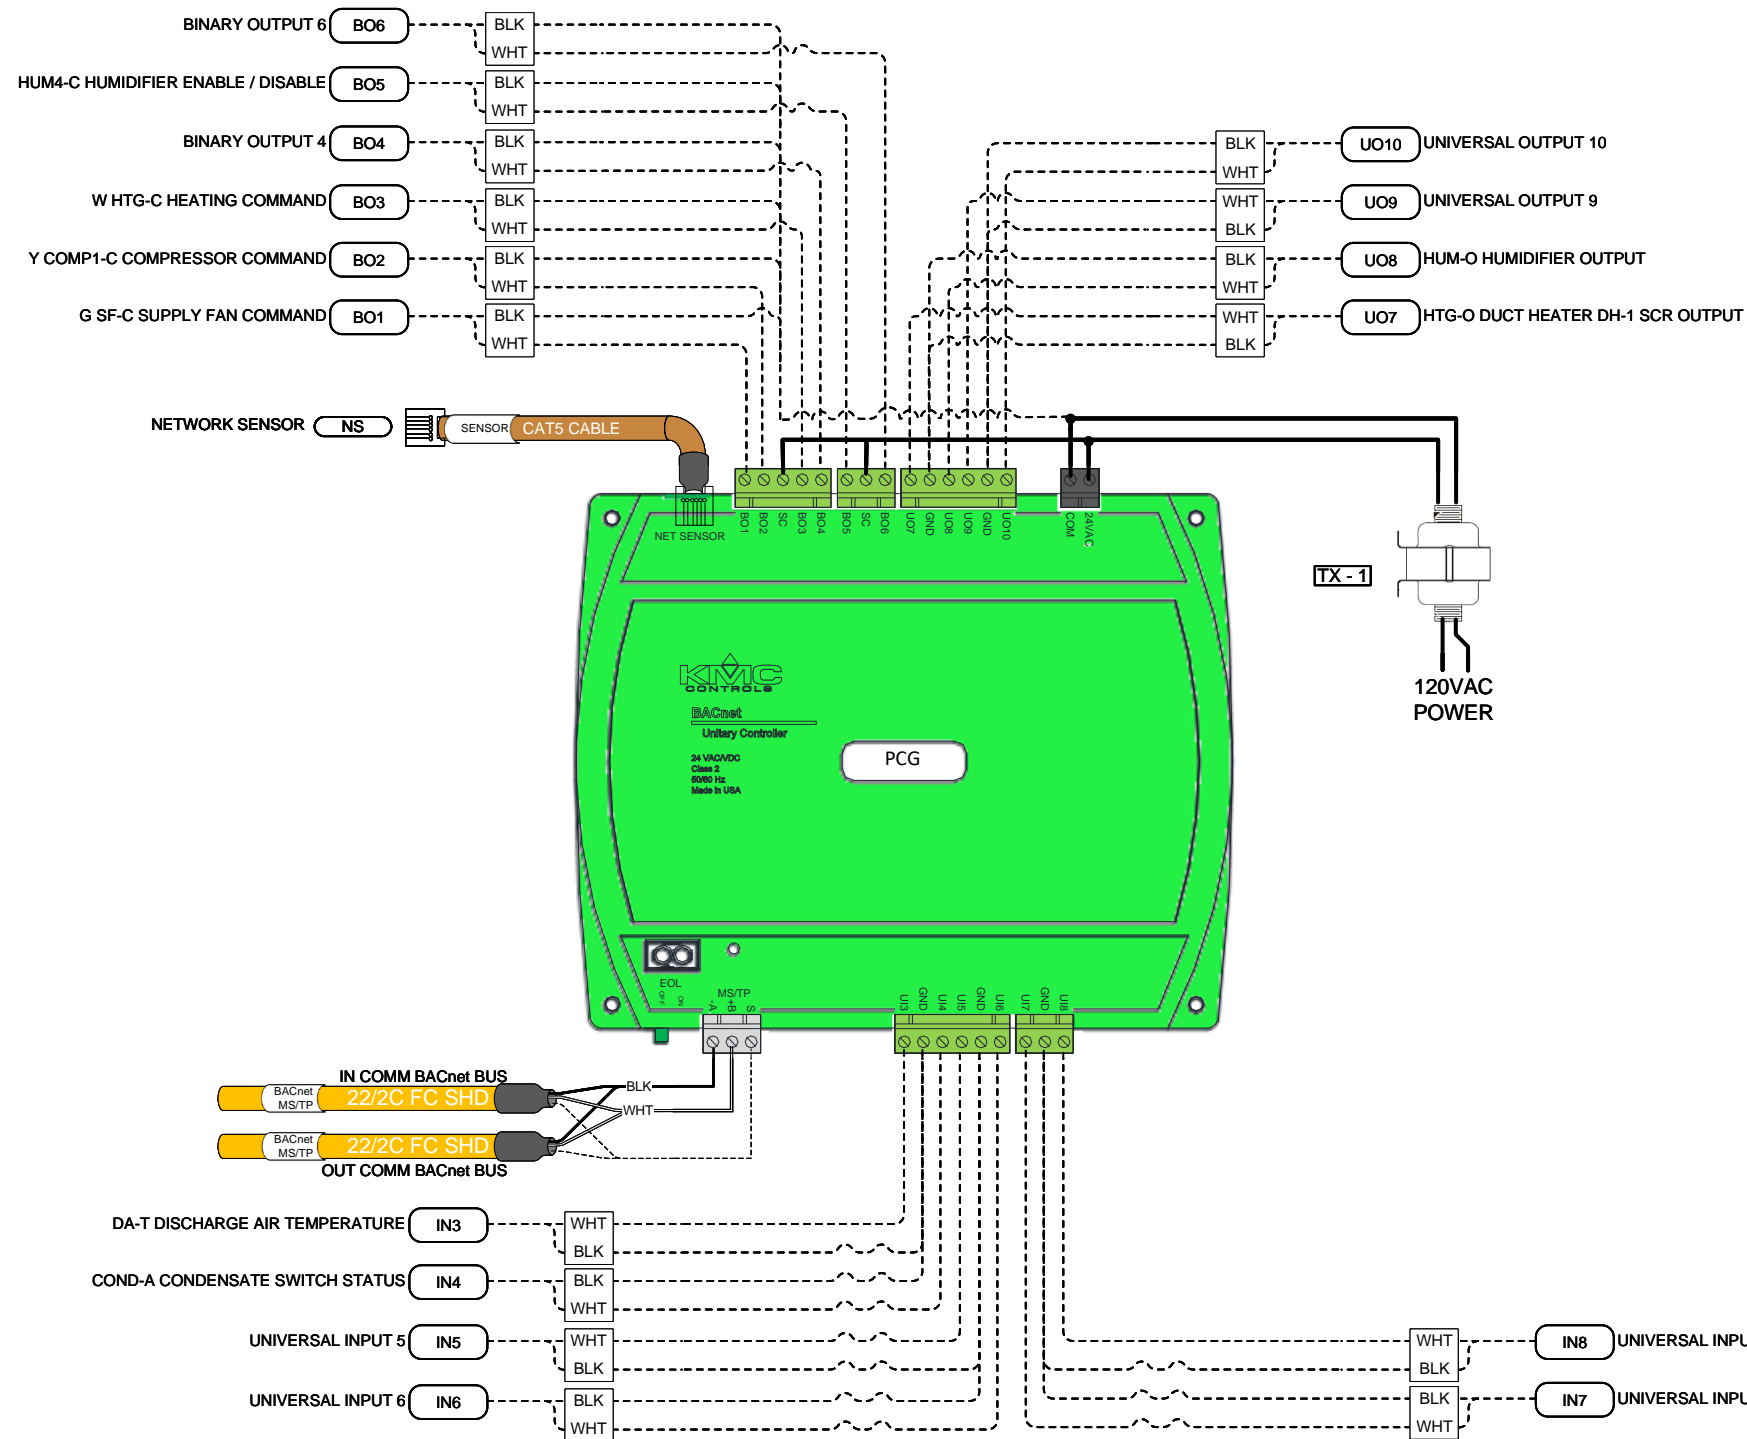 BINARY OUTPUT 6 BO6 BLK
WHT
HUM4-C HUMIDIFIER ENABLE / DISABLE BO5 BLK
WHT
BINARY OUTPUT 4 BO4 BLK
WHT
W HTG-C HEATING COMMAND BO3 BLK
WHT
Y COMP1-C COMPRESSOR COMMAND BO2 BLK
WHT
G SF-C SUPPLY FAN COMMAND BO1 BLK
WHT
BLK UO10 UNIVERSAL OUTPUT 10
WHT
WHT UO9 UNIVERSAL OUTPUT 9
BLK
BLK UO8 HUM-O HUMIDIFIER OUTPUT
WHT
WHT UO7 HTG-O DUCT HEATER DH-1 SCR OUTPUT
BLK
NETWORK SENSOR NS SENSOR CAT5 CABLE
NET SENSOR
BO1
BO2
SC
BO3
BO4
BO5
SC
BO6
UO7
GND
UO8
UO9
GND
UO10
COM
24VAC
TX - 1
120VAC
POWER
KMC
CONTROLS
BACnet
Unitary Controller
24 VAC/VDC
Class 2
50/60 Hz
Made in USA
PCG
EOL
OFF
ON
MS/TP
-A
+B
S
UI3
GND
UI4
UI5
GND
UI6
UI7
GND
UI8
IN COMM BACnet BUS
BACnet
MS/TP
22/2C FC SHD
BLK
WHT
BACnet
MS/TP
22/2C FC SHD
OUT COMM BACnet BUS
DA-T DISCHARGE AIR TEMPERATURE IN3 WHT
BLK
COND-A CONDENSATE SWITCH STATUS IN4 BLK
WHT
UNIVERSAL INPUT 5 IN5 WHT
BLK
UNIVERSAL INPUT 6 IN6 BLK
WHT
WHT IN8 UNIVERSAL INPU
BLK
BLK IN7 UNIVERSAL INPU
WHT